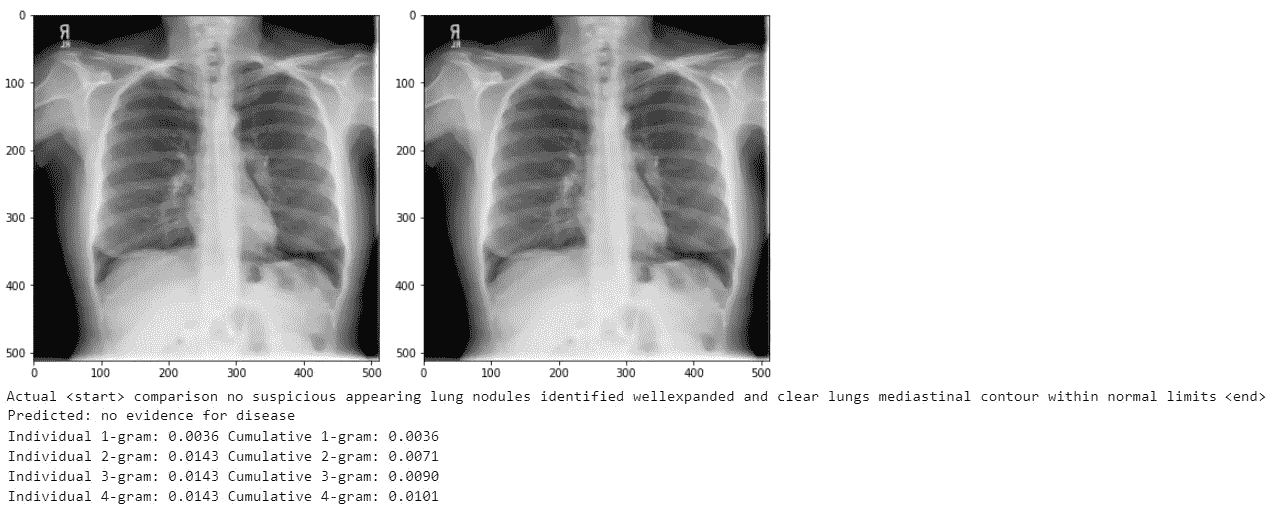 0 0
R R
100 100
200 200
300 300
400 400
500 500
0 100 200 300 400 500 0 100 200 300 400 500
Actual <start> comparison no suspicious appearing lung nodules identified wellexpanded and clear lungs mediastinal contour within normal limits <end>
Predicted: no evidence for disease
Individual 1-gram: 0.0036 Cumulative 1-gram: 0.0036
Individual 2-gram: 0.0143 Cumulative 2-gram: 0.0071
Individual 3-gram: 0.0143 Cumulative 3-gram: 0.0090
Individual 4-gram: 0.0143 Cumulative 4-gram: 0.0101